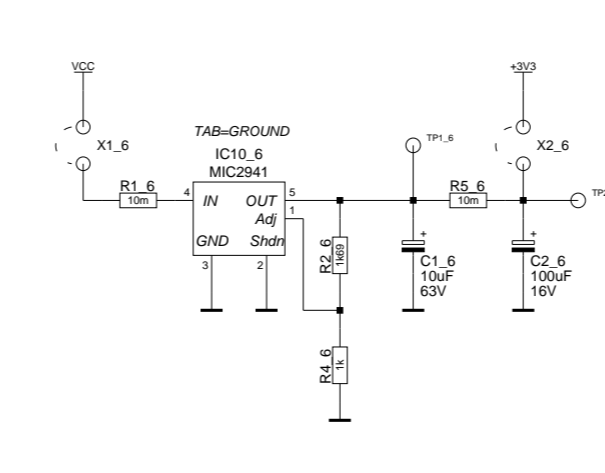 VCC
+3V3
TAB=GROUND
IC10_6
MIC2941
X1_6
TP1_6
X2_6
R1_6
10m
4
IN
OUT
5
R5_6
10m
1
Adj
GND
Shdn
3
2
R2_6
1k69
+
C1_6
10uF
63V
+
C2_6
100uF
16V
R4_6
1k